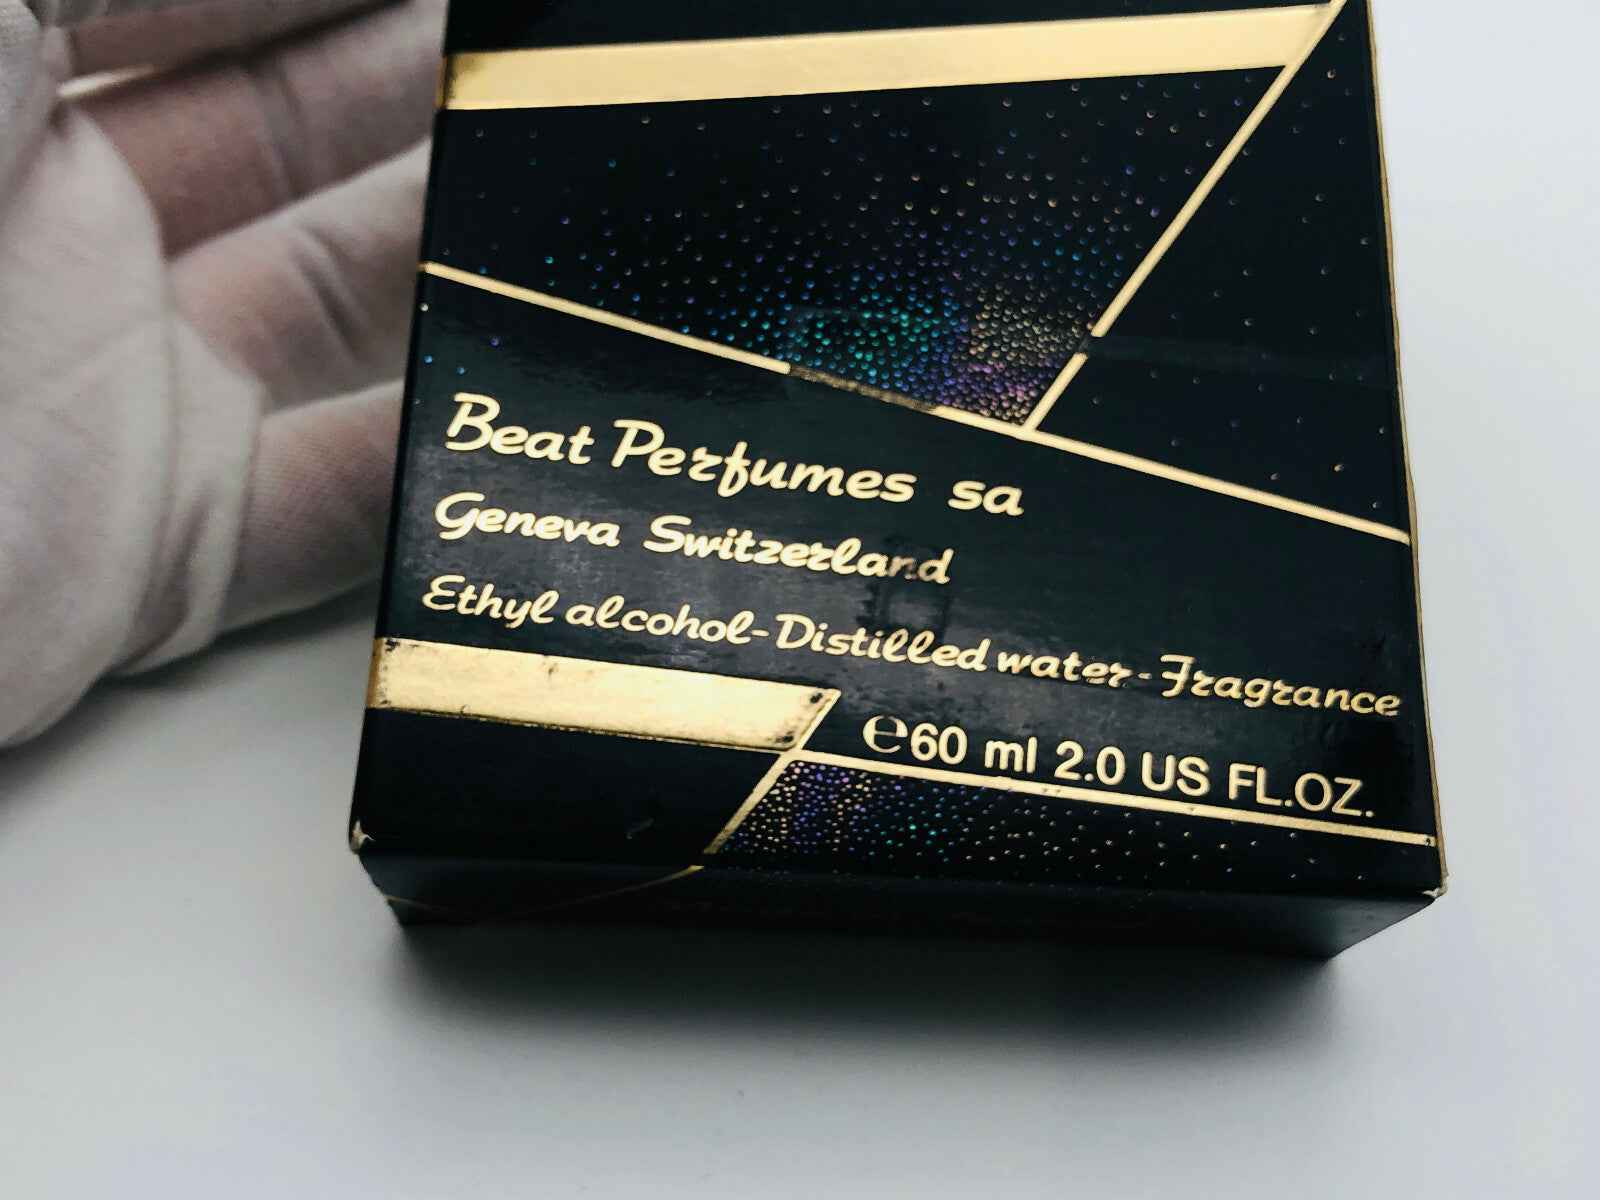 Beat Perfumes sa
Geneva Switzerland
Ethyl alcohol-Distilled water-Fragrance
℮60 ml 2.0 US FL.OZ.